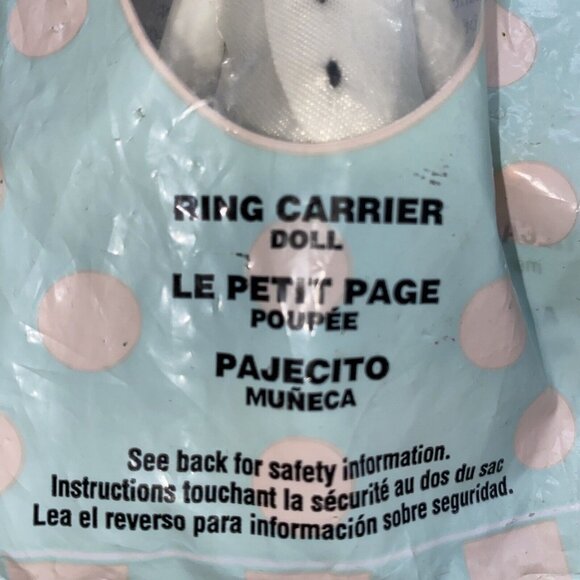 RING CARRIER
DOLL
LE PETIT PAGE
POUPÉE
PAJECITO
MUÑECA
See back for safety information.
Instructions touchant la sécurité au dos du sac
Lea el reverso para información sobre seguridad.